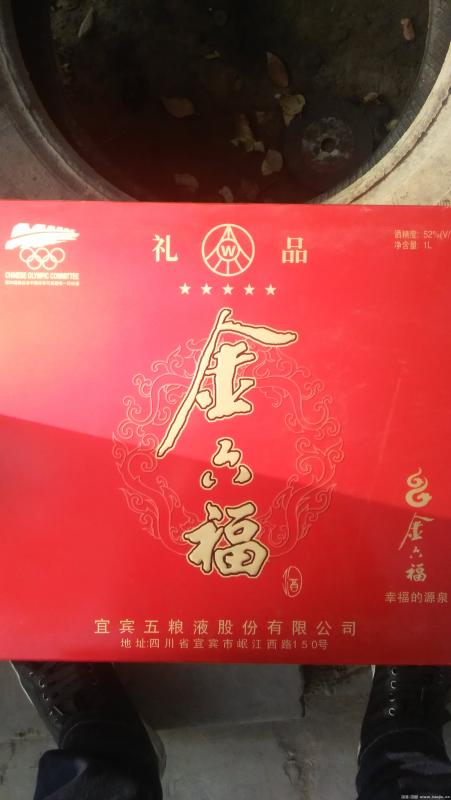 礼 品
W
酒精度: 52%(V/
净含量: 1L
CHINESE OLYMPIC COMMITTEE
金六福
酒
金六福
幸福的源泉
宜宾五粮液股份有限公司
地址:四川省宜宾市岷江西路150号